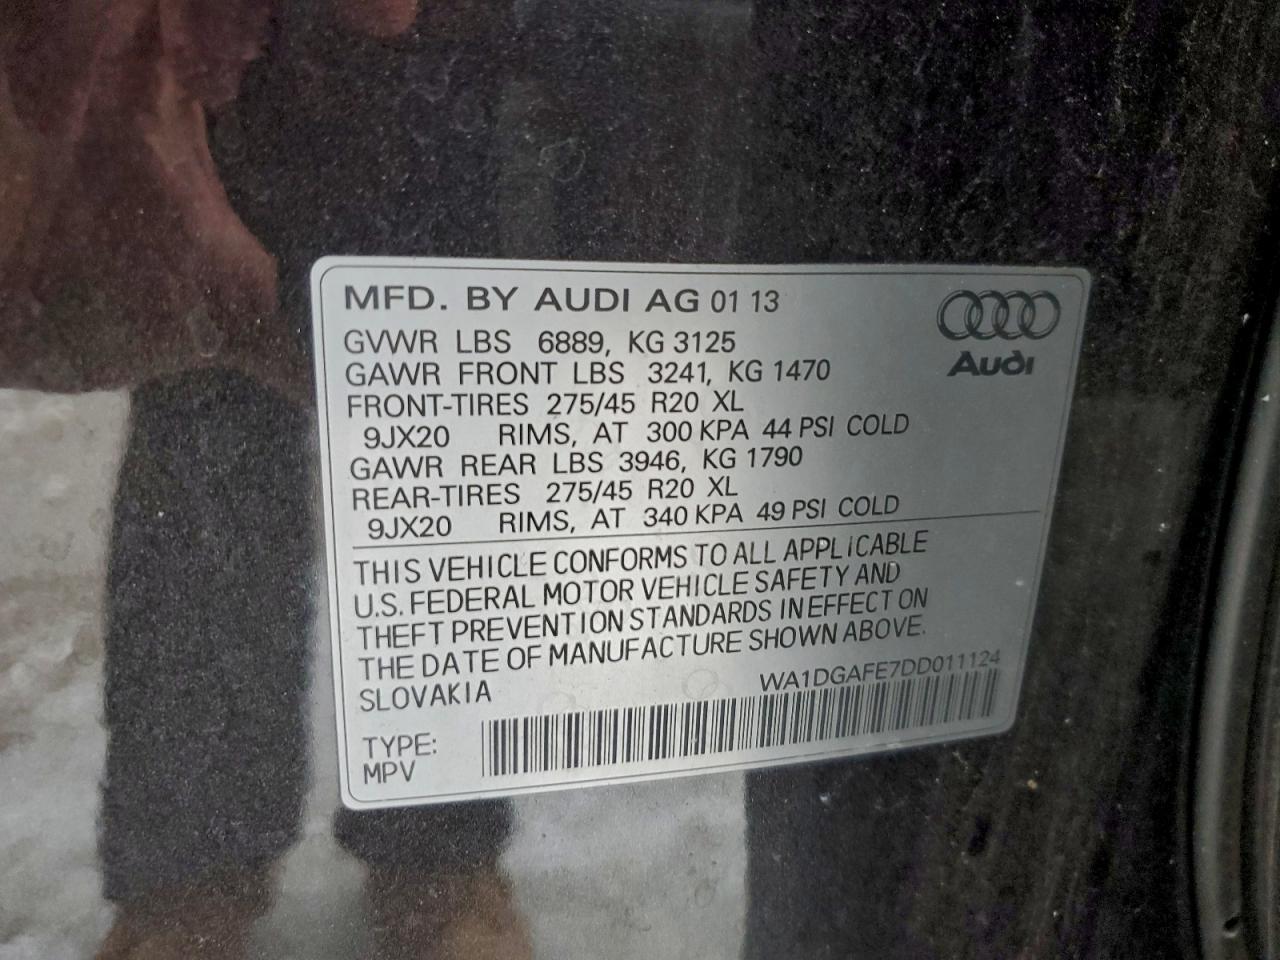 MFD. BY AUDI AG 01 13
GVWR LBS 6889, KG 3125
GAWR FRONT LBS 3241, KG 1470
FRONT-TIRES 275/45 R20 XL
9JX20 RIMS, AT 300 KPA 44 PSI COLD
GAWR REAR LBS 3946, KG 1790
REAR-TIRES 275/45 R20 XL
9JX20 RIMS, AT 340 KPA 49 PSI COLD
Audi
THIS VEHICLE CONFORMS TO ALL APPLICABLE
U.S. FEDERAL MOTOR VEHICLE SAFETY AND
THEFT PREVENTION STANDARDS IN EFFECT ON
THE DATE OF MANUFACTURE SHOWN ABOVE.
SLOVAKIA
WA1DGAFE7DD011124
TYPE:
MPV